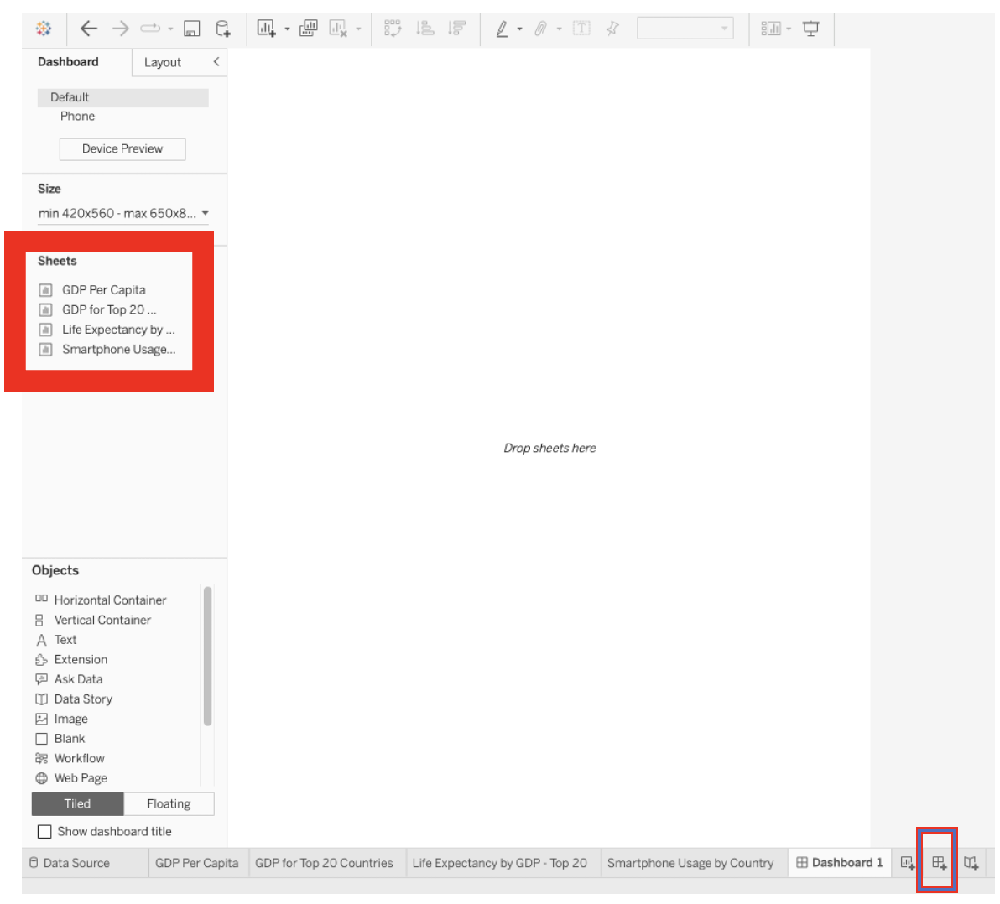 Dashboard
Layout
Default
Phone
Device Preview
Size
min 420x560 - max 650x8...
Sheets
GDP Per Capita
GDP for Top 20 ...
Life Expectancy by ...
Smartphone Usage...
Drop sheets here
Objects
Horizontal Container
Vertical Container
A Text
Extension
Ask Data
Data Story
Image
Blank
Workflow
Web Page
Tiled
Floating
Show dashboard title
Data Source
GDP Per Capita
GDP for Top 20 Countries
Life Expectancy by GDP - Top 20
Smartphone Usage by Country
Dashboard 1